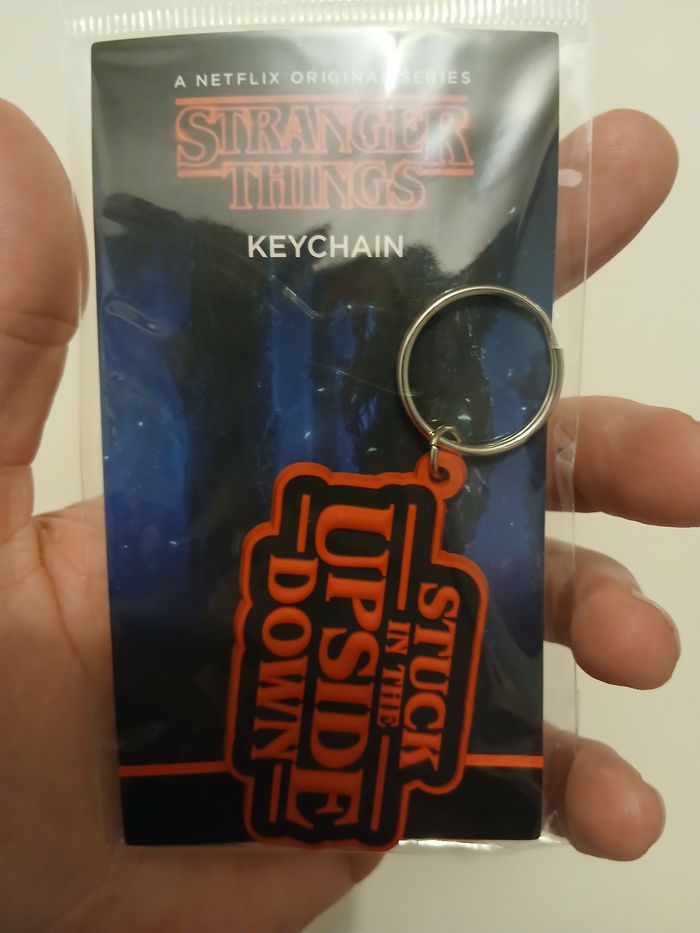 A NETFLIX ORIGINAL SERIES
STRANGER
THINGS
KEYCHAIN
STUCK
IN THE
UPSIDE
DOWN